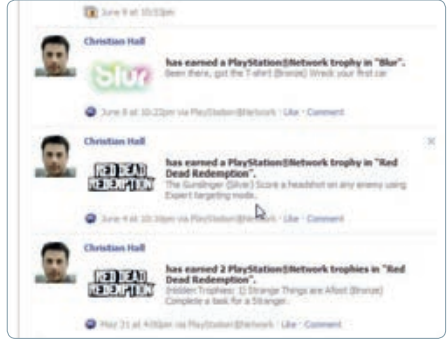 June 9 at 10:53pm
Christian Hall
blur
has earned a PlayStation®Network trophy in "Blur".
Been there, got the T-shirt (Bronze) Wreck your first car
June 8 at 10:22pm via PlayStation®Network · Like · Comment
Christian Hall
RED DEAD
REDEMPTION
has earned a PlayStation®Network trophy in "Red
Dead Redemption".
The Gunslinger (Silver) Score a headshot on any enemy using
Expert targeting mode.
June 4 at via PlayStation®Network · Like · Comment
Christian Hall
RED DEAD
REDEMPTION
has earned 2 PlayStation®Network trophies in "Red
Dead Redemption".
(Hidden Trophies: 1) Strange Things are Afoot (Bronze)
Complete a task for a Stranger.
May 31 at via PlayStation®Network · Like · Comment